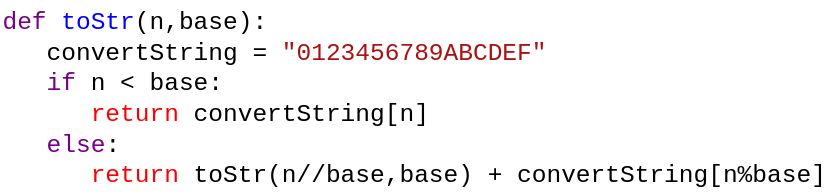 def toStr(n,base):
   convertString = "0123456789ABCDEF"
   if n < base:
      return convertString[n]
   else:
      return toStr(n//base,base) + convertString[n%base]